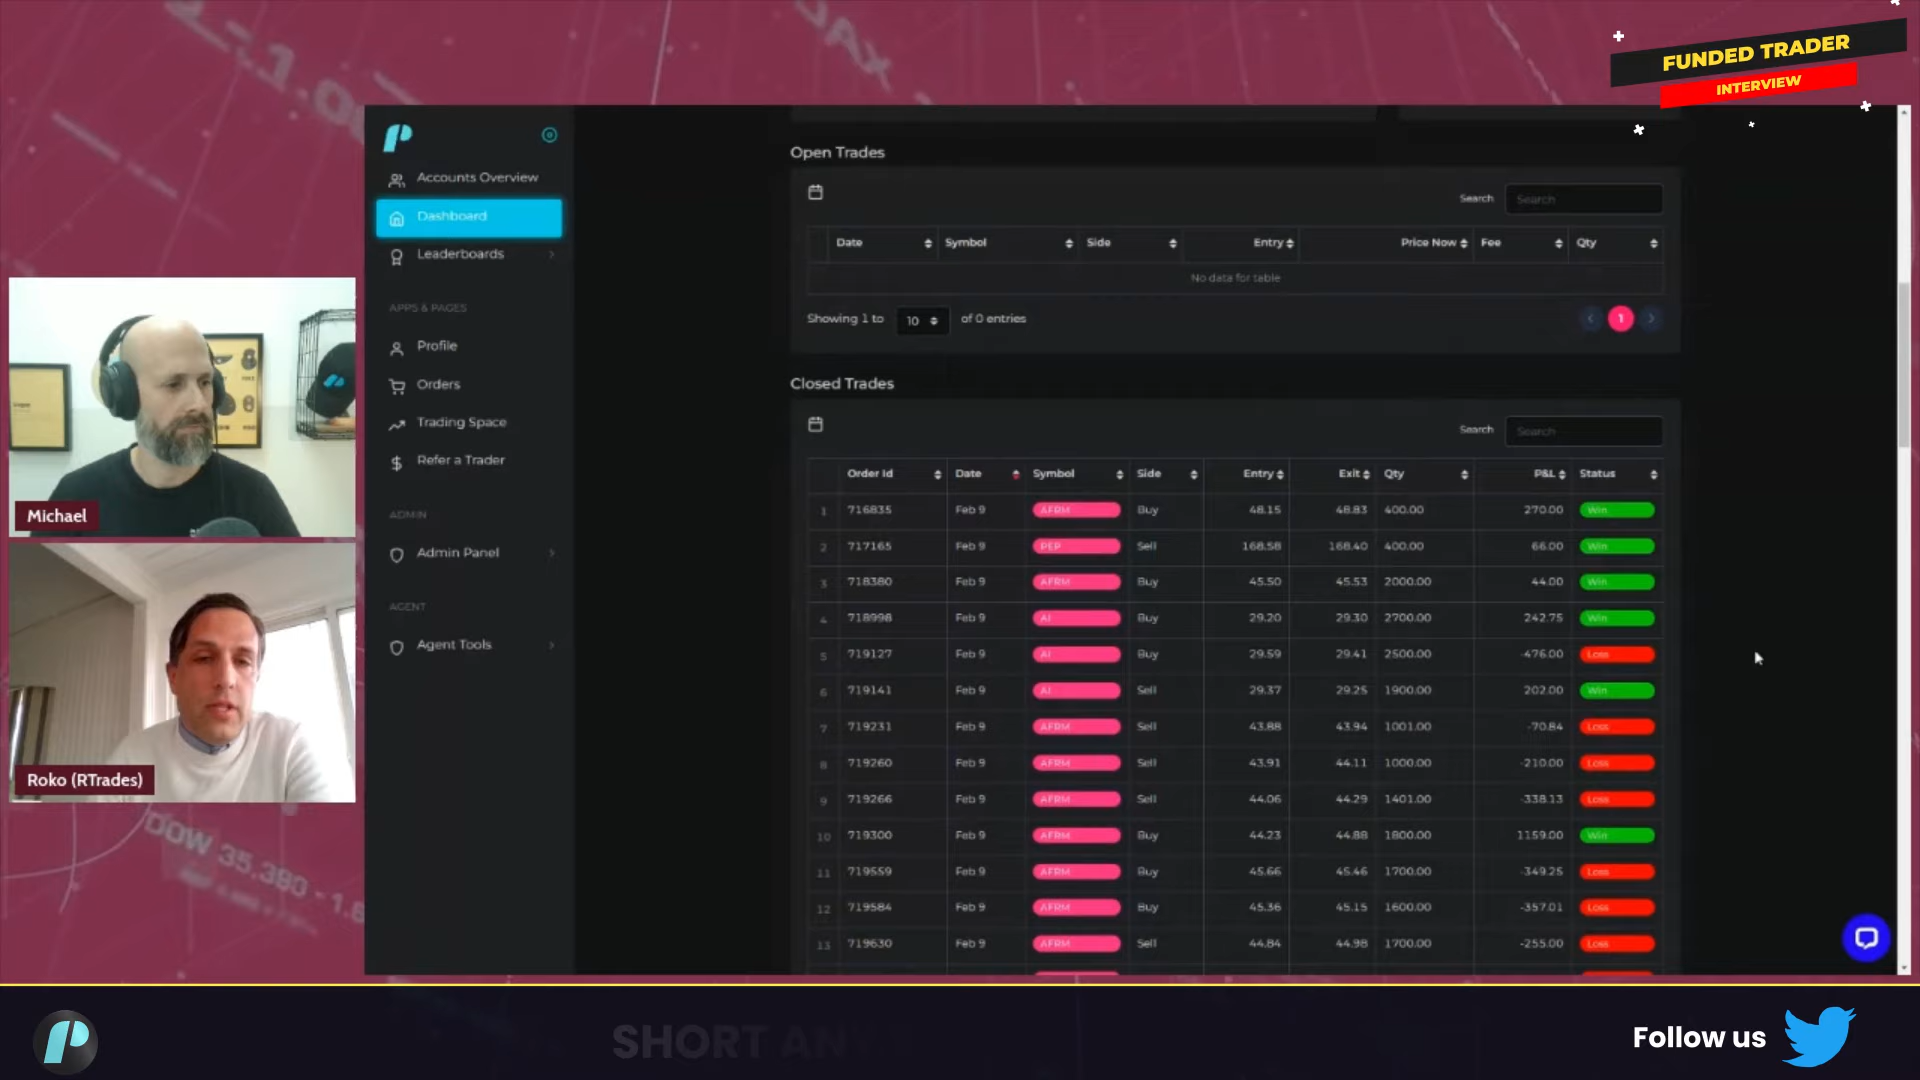 FUNDED TRADER
INTERVIEW
Accounts Overview
Dashboard
Leaderboards
APPS & PAGES
Profile
Orders
Trading Space
Refer a Trader
ADMIN
Admin Panel
AGENT
Agent Tools
Open Trades
Search Search
Date Symbol Side Entry Price Now Fee Qty
No data for table
Showing 1 to 10 of 0 entries
1
Closed Trades
Search Search
Order Id Date Symbol Side Entry Exit Qty P&L Status
1 716835 Feb 9 AFRM Buy 48.15 48.83 400.00 270.00 Win
2 717165 Feb 9 PEP Sell 168.58 168.40 400.00 66.00 Win
3 718380 Feb 9 AFRM Buy 45.50 45.53 2000.00 44.00 Win
4 718998 Feb 9 AI Buy 29.20 29.30 2700.00 242.75 Win
5 719127 Feb 9 AI Buy 29.59 29.41 2500.00 -476.00 Loss
6 719141 Feb 9 AI Sell 29.37 29.25 1900.00 202.00 Win
7 719231 Feb 9 AFRM Sell 43.88 43.94 1001.00 -70.84 Loss
8 719260 Feb 9 AFRM Sell 43.91 44.11 1000.00 -210.00 Loss
9 719266 Feb 9 AFRM Sell 44.06 44.29 1401.00 -338.13 Loss
10 719300 Feb 9 AFRM Buy 44.23 44.88 1800.00 1159.00 Win
11 719559 Feb 9 AFRM Buy 45.66 45.46 1700.00 -349.25 Loss
12 719584 Feb 9 AFRM Buy 45.36 45.15 1600.00 -357.01 Loss
13 719630 Feb 9 AFRM Sell 44.84 44.98 1700.00 -255.00 Loss
Michael
Roko (RTrades)
DOW 35.380 -1.8
SHORT AN
Follow us